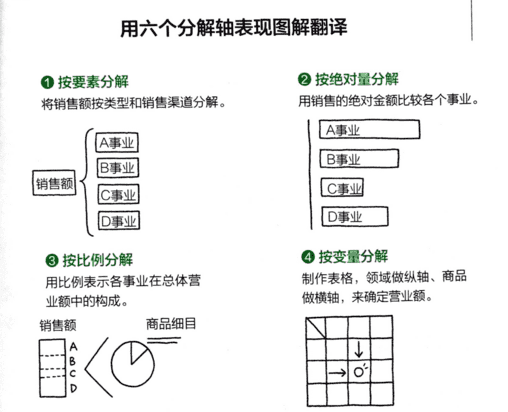 用六个分解轴表现图解翻译
❶ 按要素分解
将销售额按类型和销售渠道分解。
销售额
A事业
B事业
C事业
D事业
❷ 按绝对量分解
用销售的绝对金额比较各个事业。
A事业
B事业
C事业
D事业
❸ 按比例分解
用比例表示各事业在总体营
业额中的构成。
销售额
商品细目
A
B
C
D
❹ 按变量分解
制作表格，领域做纵轴、商品
做横轴，来确定营业额。